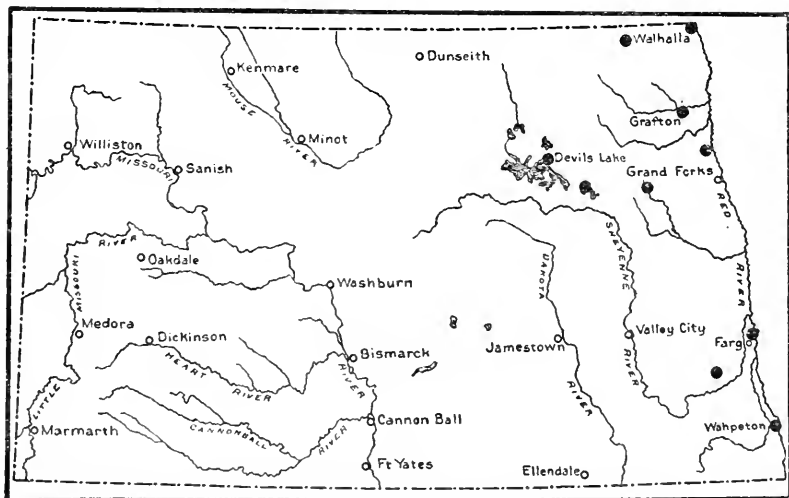 Walhalla
Dunseith
Kenmare
MOUSE RIVER
Grafton
Minot
Williston
MISSOURI
Sanish
Devils Lake
Grand Forks
RED RIVER
LITTLE MISSOURI RIVER
Oakdale
SHEYENNE RIVER
DAKOTA RIVER
Washburn
Medora
Dickinson
HEART RIVER
Bismarck
RIVER
Jamestown
Valley City
Farg
Marmarth
CANNONBALL RIVER
Cannon Ball
Wahpeton
Ft Yates
Ellendale